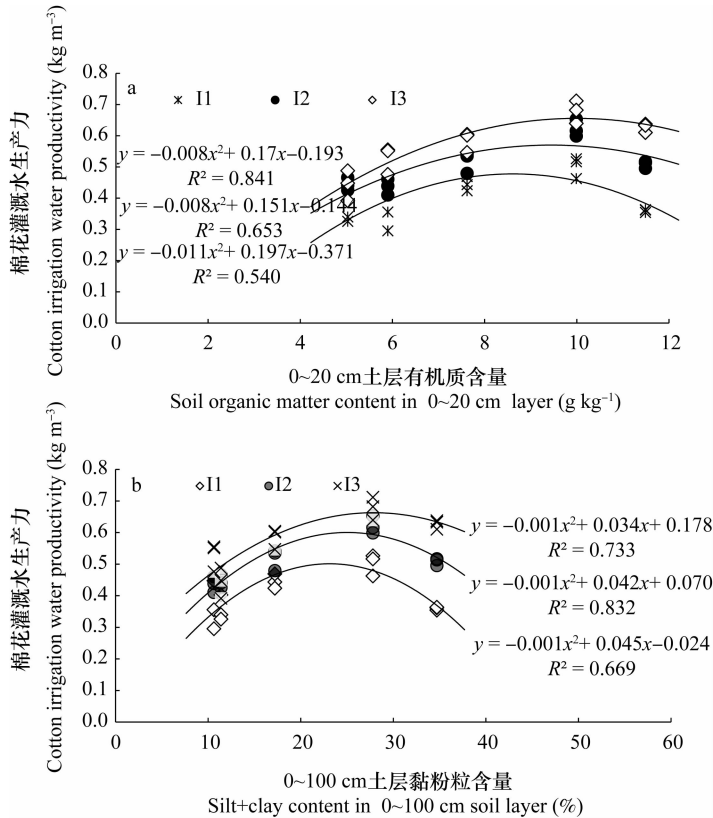 棉花灌溉水生产力
Cotton irrigation water productivity (kg m⁻³)
0.8
0.7
0.6
0.5
0.4
0.3
0.2
0.1
0.0
a
I1 I2 I3
y = −0.008x²+ 0.17x−0.193
R² = 0.841
y = −0.008x²+ 0.151x−0.144
R² = 0.653
y = −0.011x²+ 0.197x−0.371
R² = 0.540
0 2 4 6 8 10 12
0~20 cm土层有机质含量
Soil organic matter content in 0~20 cm layer (g kg⁻¹)
棉花灌溉水生产力
Cotton irrigation water productivity (kg m⁻³)
0.8
0.7
0.6
0.5
0.4
0.3
0.2
0.1
0.0
b
I1 I2 I3
y = −0.001x²+ 0.034x+ 0.178
R² = 0.733
y = −0.001x²+ 0.042x+ 0.070
R² = 0.832
y = −0.001x²+ 0.045x−0.024
R² = 0.669
0 10 20 30 40 50 60
0~100 cm土层黏粉粒含量
Silt+clay content in 0~100 cm soil layer (%)